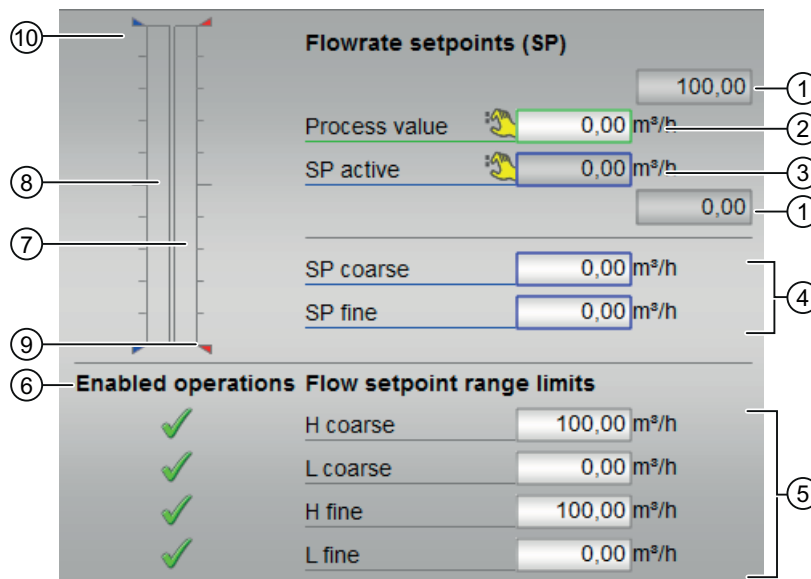 ⑩ Flowrate setpoints (SP)
100,00 ①
Process value 0,00 m³/h ②
⑧ SP active 0,00 m³/h ③
0,00 ①
⑦
SP coarse 0,00 m³/h
④
SP fine 0,00 m³/h
⑨
⑥ Enabled operations Flow setpoint range limits
H coarse 100,00 m³/h
L coarse 0,00 m³/h
⑤
H fine 100,00 m³/h
L fine 0,00 m³/h